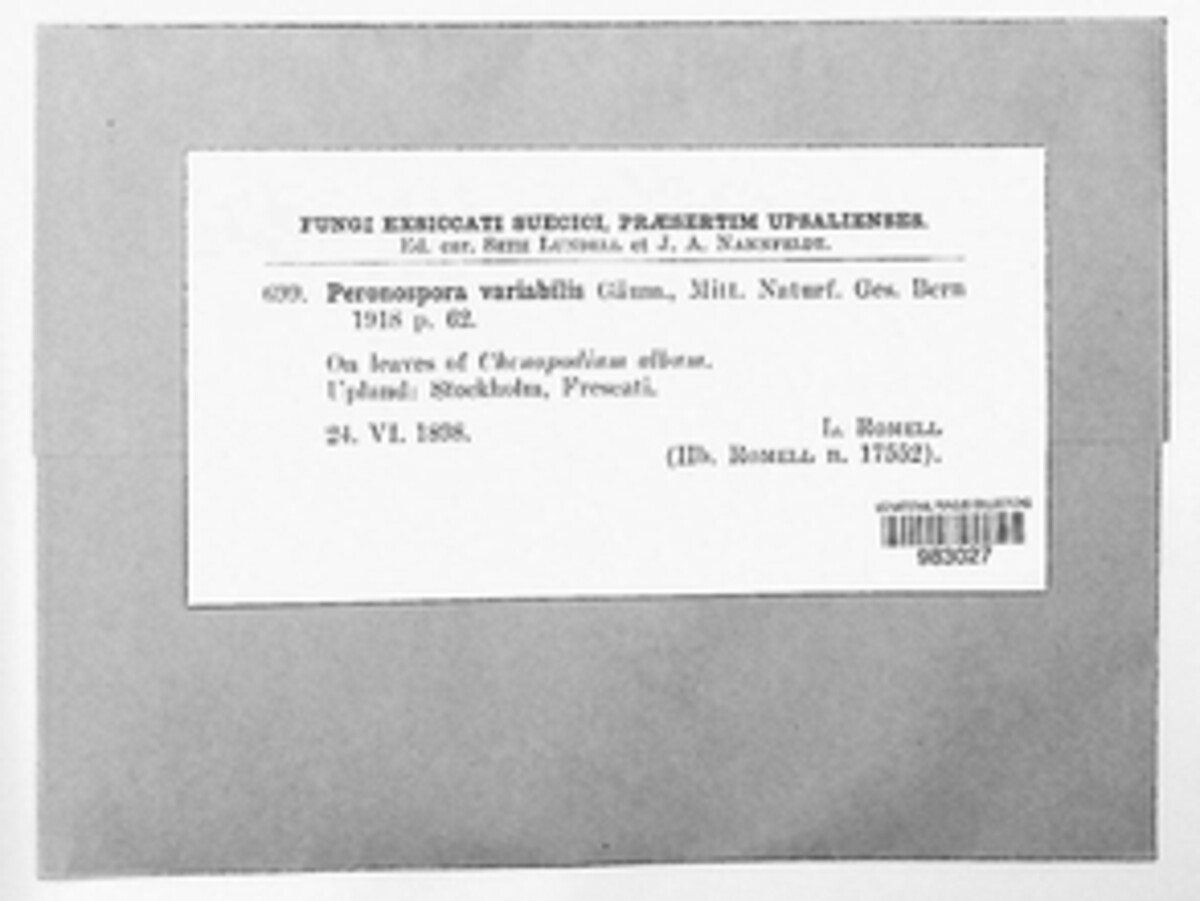 FUNGI EXSICCATI SUECICI, PRÆSERTIM UPSALIENSES.
Ed. cur. Seth Lundell et J. A. Nannfeldt.
699. Peronospora variabilis Gäum., Mitt. Naturf. Ges. Bern
1918 p. 62.
On leaves of Chenopodium album.
Upland: Stockholm, Frescati.
24. VI. 1898.
L. Romell
(Hb. Romell n. 17552).
983027